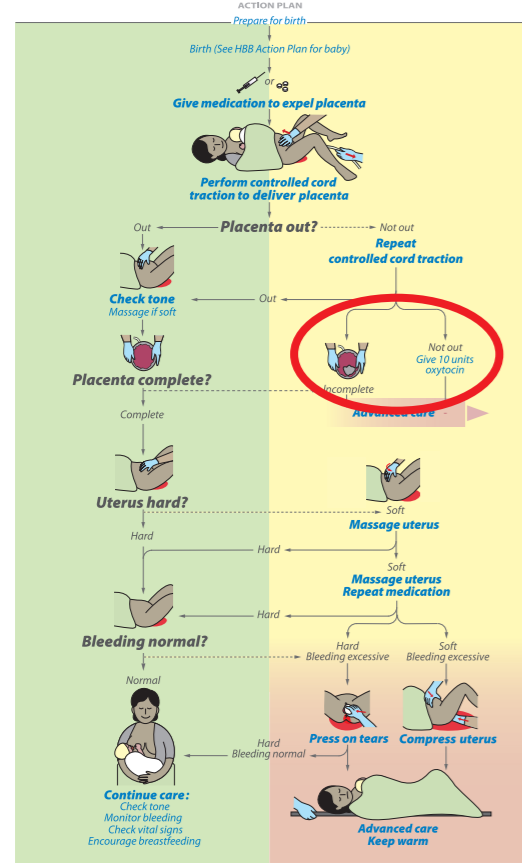 ACTION PLAN
Prepare for birth
Birth (See HBB Action Plan for baby)
or
Give medication to expel placenta
Perform controlled cord
traction to deliver placenta
Out
Placenta out?
Not out
Repeat
controlled cord traction
Check tone
Massage if soft
Out
Not out
Give 10 units
oxytocin
Placenta complete?
Incomplete
Complete
Advanced care
Uterus hard?
Soft
Massage uterus
Hard
Hard
Soft
Massage uterus
Repeat medication
Hard
Bleeding normal?
Hard
Bleeding excessive
Soft
Bleeding excessive
Normal
Press on tears
Compress uterus
Hard
Bleeding normal
Continue care:
Check tone
Monitor bleeding
Check vital signs
Encourage breastfeeding
Advanced care
Keep warm